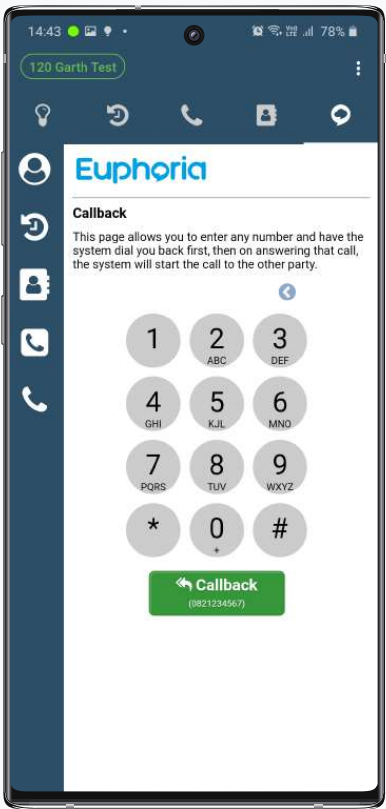 14:43 78%
120 Garth Test
Euphoria
Callback
This page allows you to enter any number and have the
system dial you back first, then on answering that call,
the system will start the call to the other party.
1 2 3
ABC DEF
4 5 6
GHI KJL MNO
7 8 9
PQRS TUV WXYZ
* 0 #
+
Callback
(0821234567)